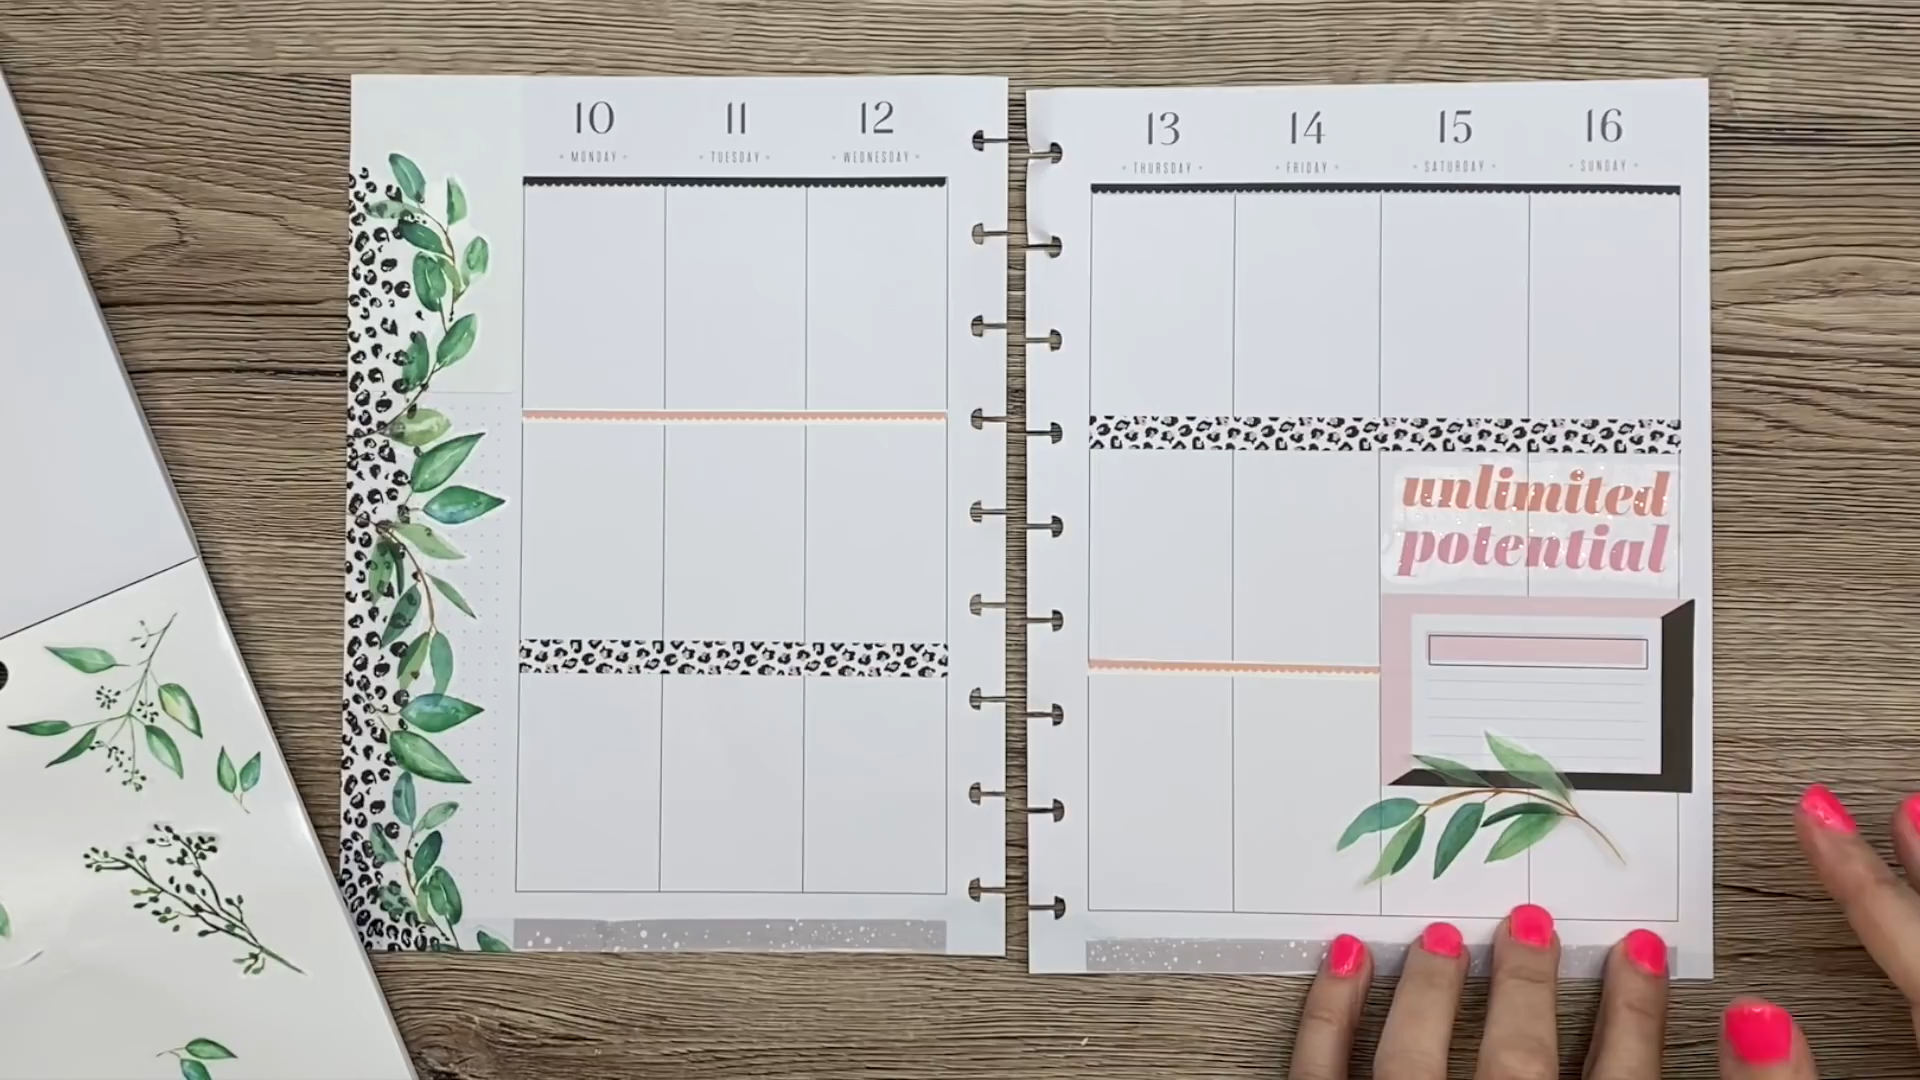 10 11 12
MONDAY TUESDAY WEDNESDAY
13 14 15 16
THURSDAY FRIDAY SATURDAY SUNDAY
unlimited
potential